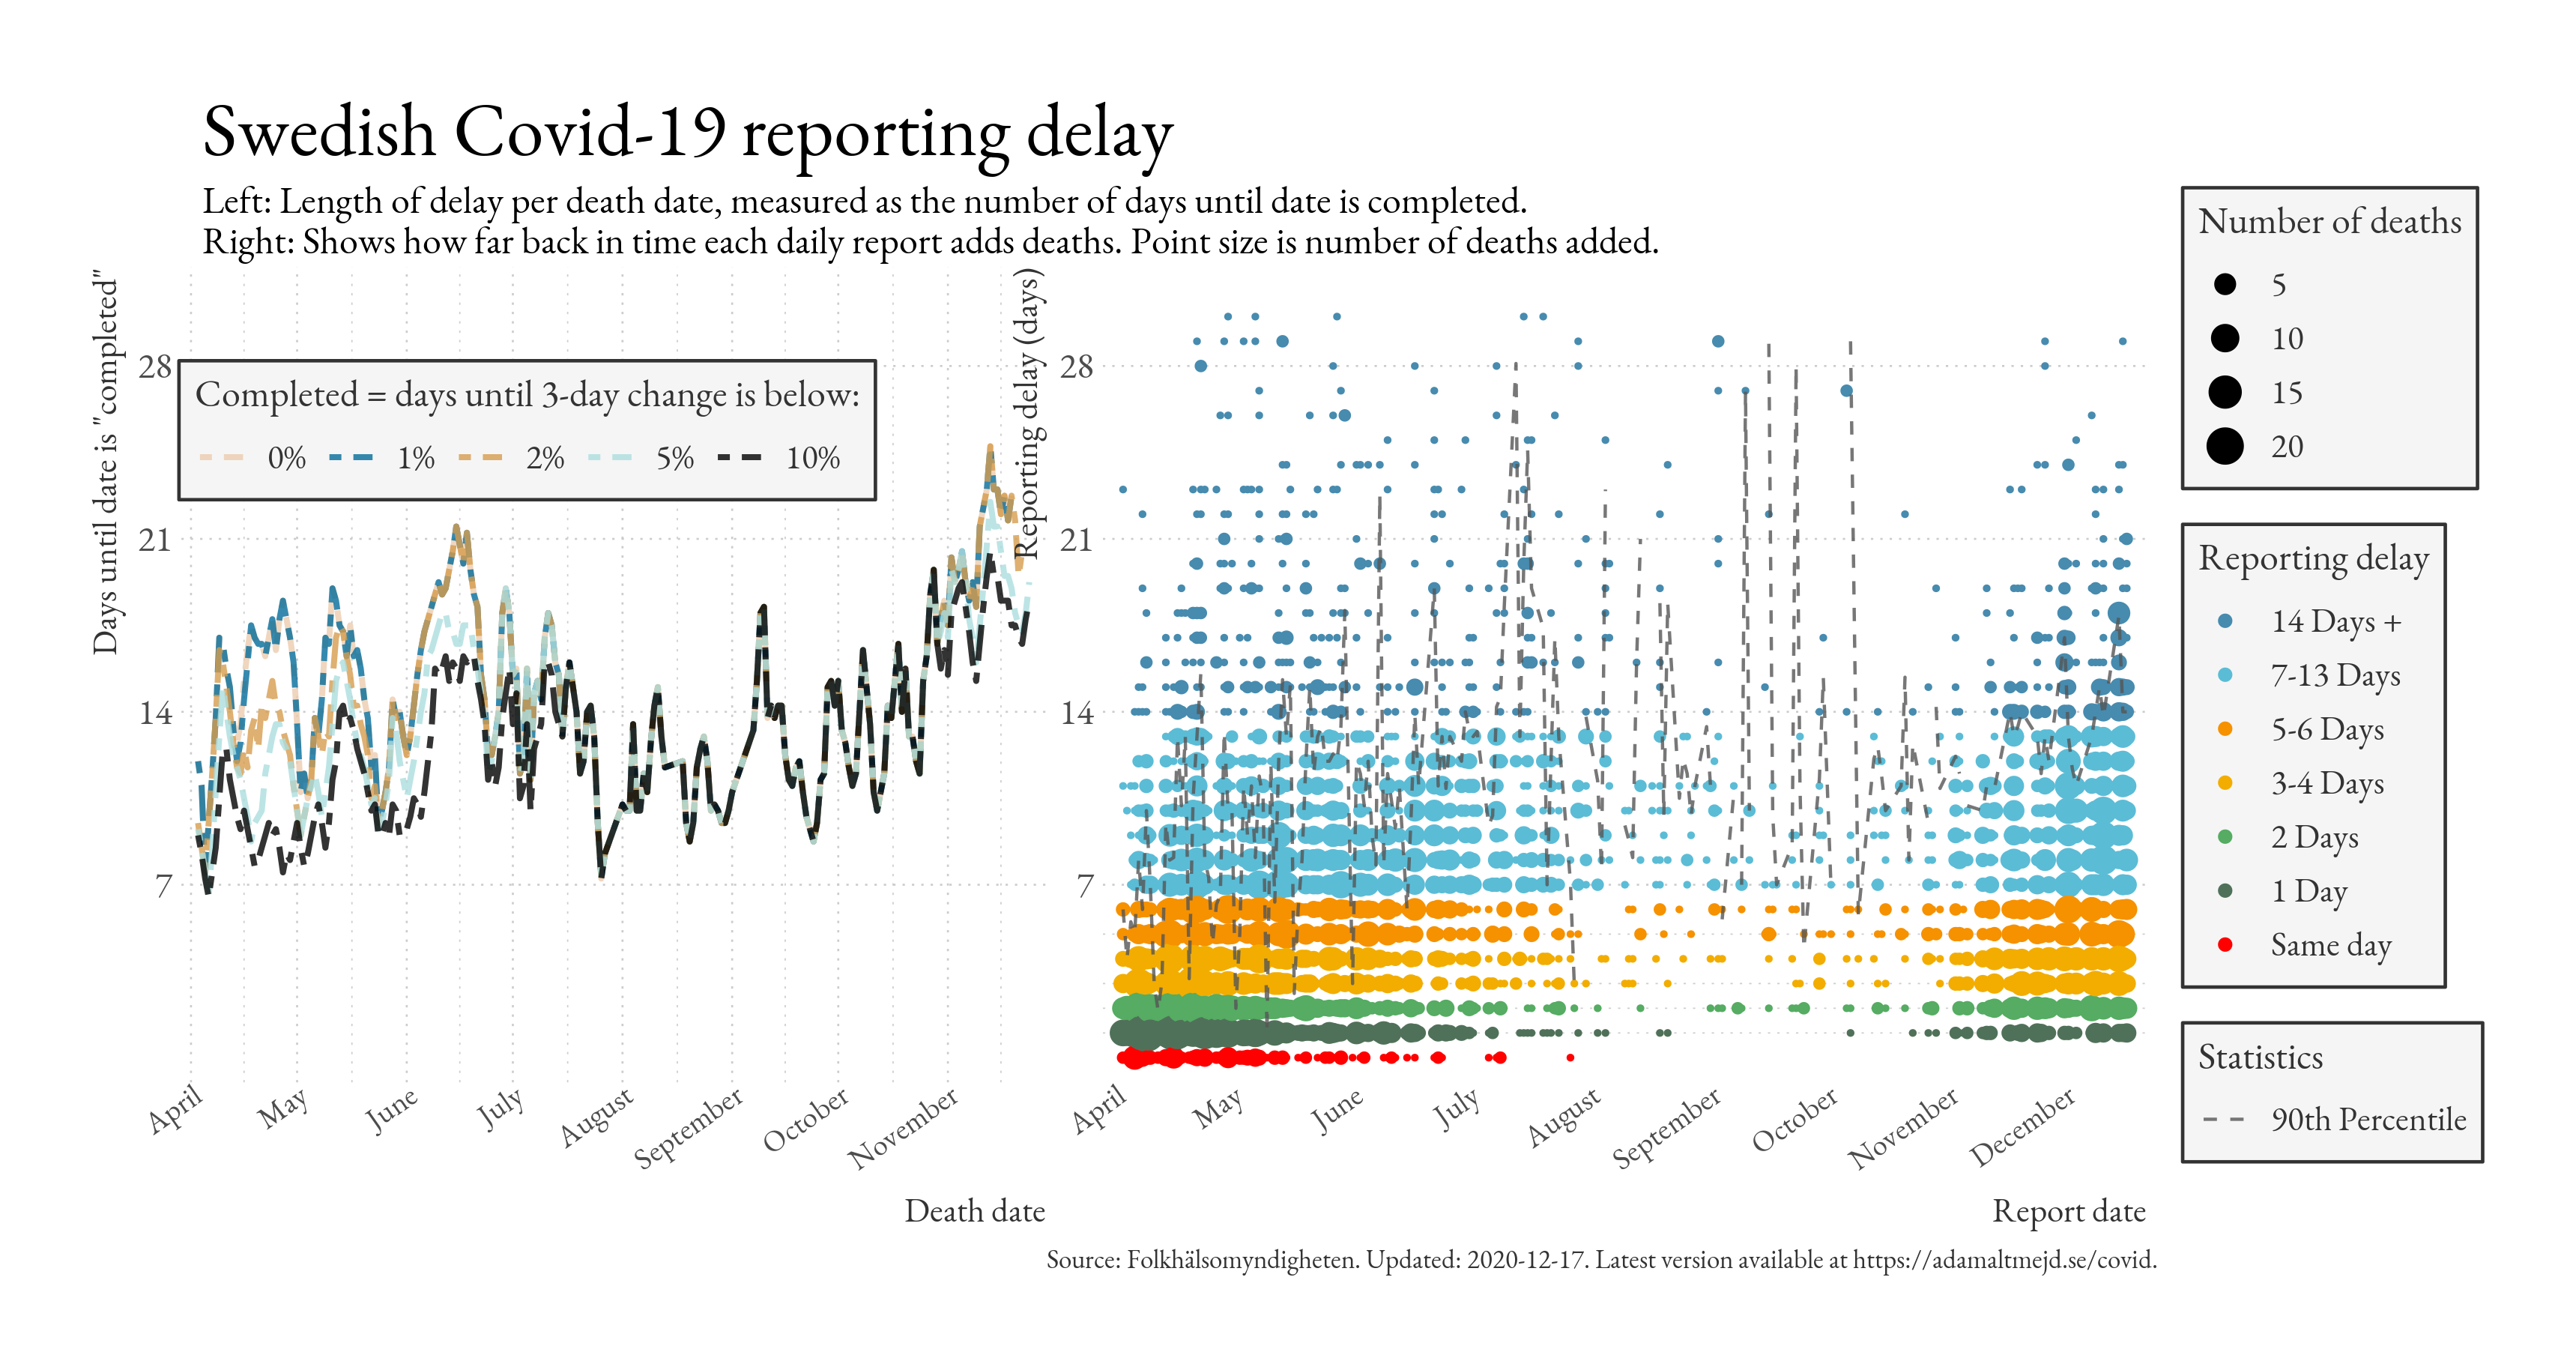 Swedish Covid-19 reporting delay
Left: Length of delay per death date, measured as the number of days until date is completed.
Right: Shows how far back in time each daily report adds deaths. Point size is number of deaths added.
Days until date is "completed"
28
21
14
7
Completed = days until 3-day change is below:
0% 1% 2% 5% 10%
April May June July August September October November
Death date
Reporting delay (days)
28
21
14
7
April May June July August September October November December
Report date
Number of deaths
5
10
15
20
Reporting delay
14 Days +
7-13 Days
5-6 Days
3-4 Days
2 Days
1 Day
Same day
Statistics
90th Percentile
Source: Folkhälsomyndigheten. Updated: 2020-12-17. Latest version available at https://adamaltmejd.se/covid.